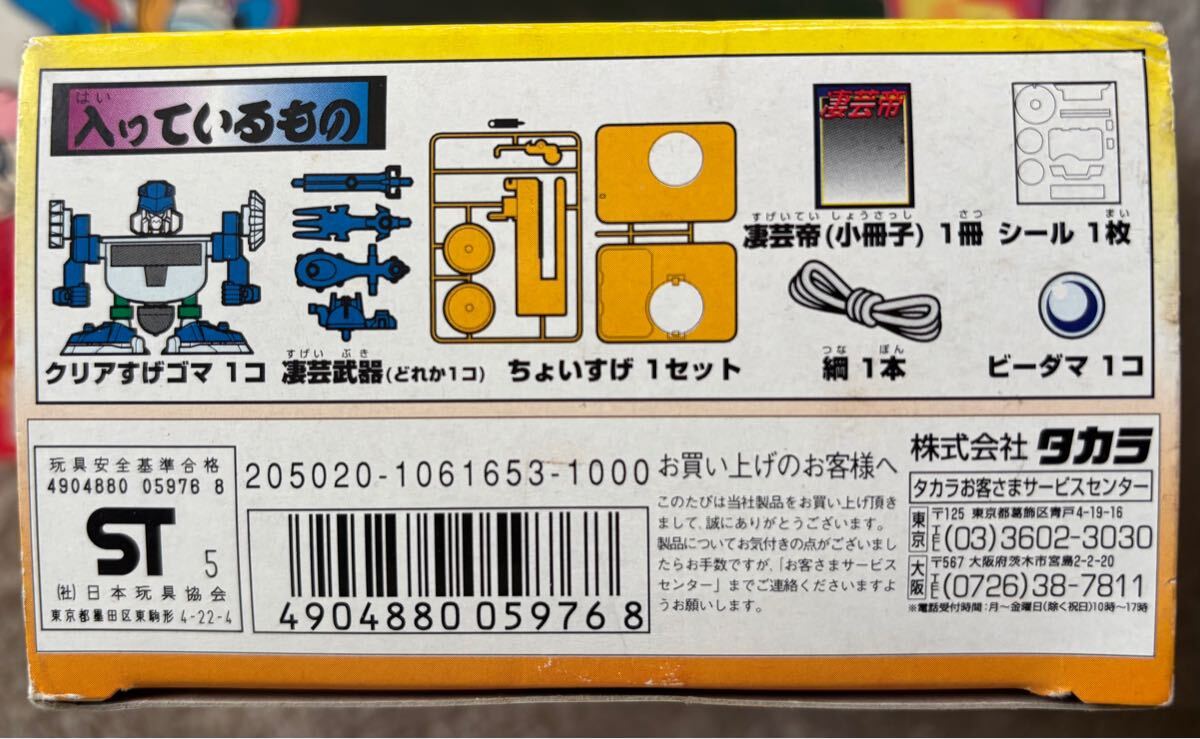 はい
入っているもの
クリアすげゴマ 1コ
すげい ぶき
凄芸武器(どれか1コ)
ちょいすげ 1セット
凄芸帝
すげいてい しょうさっし さつ
凄芸帝(小冊子) 1冊
まい
シール 1枚
つな ぽん
綱 1本
ビーダマ 1コ
玩具安全基準合格
4904880 05976 8
ST 5
(社)日本玩具協会
東京都墨田区東駒形 4-22-4
205020-1061653-1000
4904880 059768
お買い上げのお客様へ
このたびは当社製品をお買い上げ頂き
まして、誠にありがとうございます。
製品についてお気付きの点がございまし
たらお手数ですが、「お客さまサービス
センター」までご連絡くださいますよ
うお願いします。
株式会社 タカラ
タカラお客さまサービスセンター
東京 〒125 東京都葛飾区青戸4-19-16
TEL(03)3602-3030
大阪 〒567 大阪府茨木市宮島2-2-20
TEL(0726)38-7811
※電話受付時間:月〜金曜日(除く祝日)10時〜17時